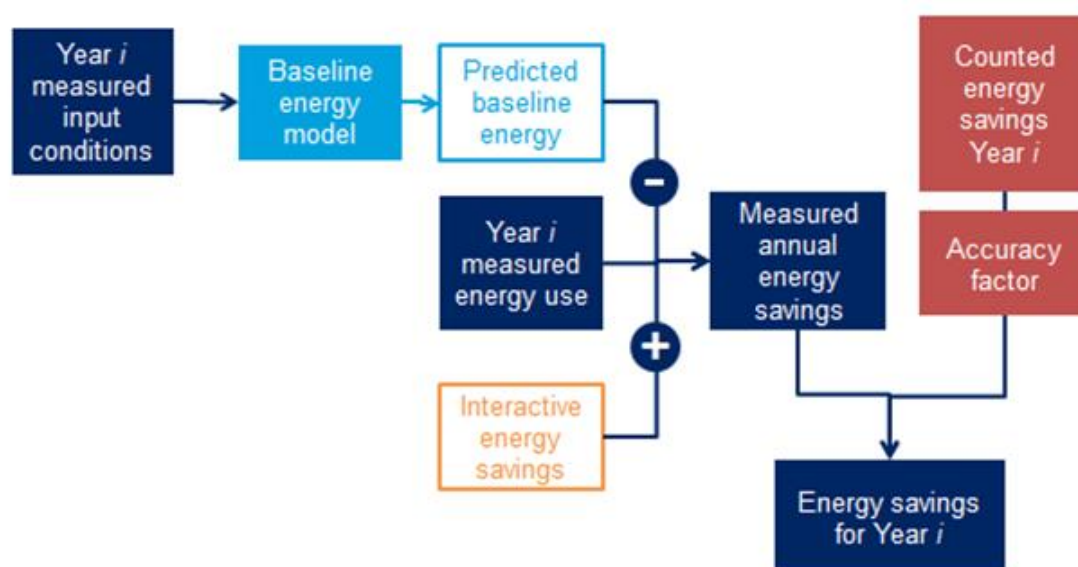 Year i
measured
input
conditions
Baseline
energy
model
Predicted
baseline
energy
Counted
energy
savings
Year i
-
Year i
measured
energy use
Measured
annual
energy
savings
Accuracy
factor
+
Interactive
energy
savings
Energy savings
for Year i